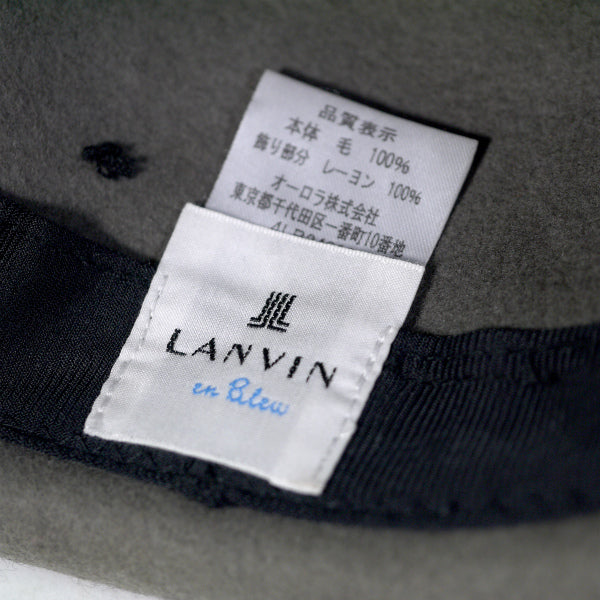 品質表示
本体 毛 100%
飾り部分 レーヨン 100%
オーロラ株式会社
東京都千代田区一番町10番地
LANVIN
en Bleu